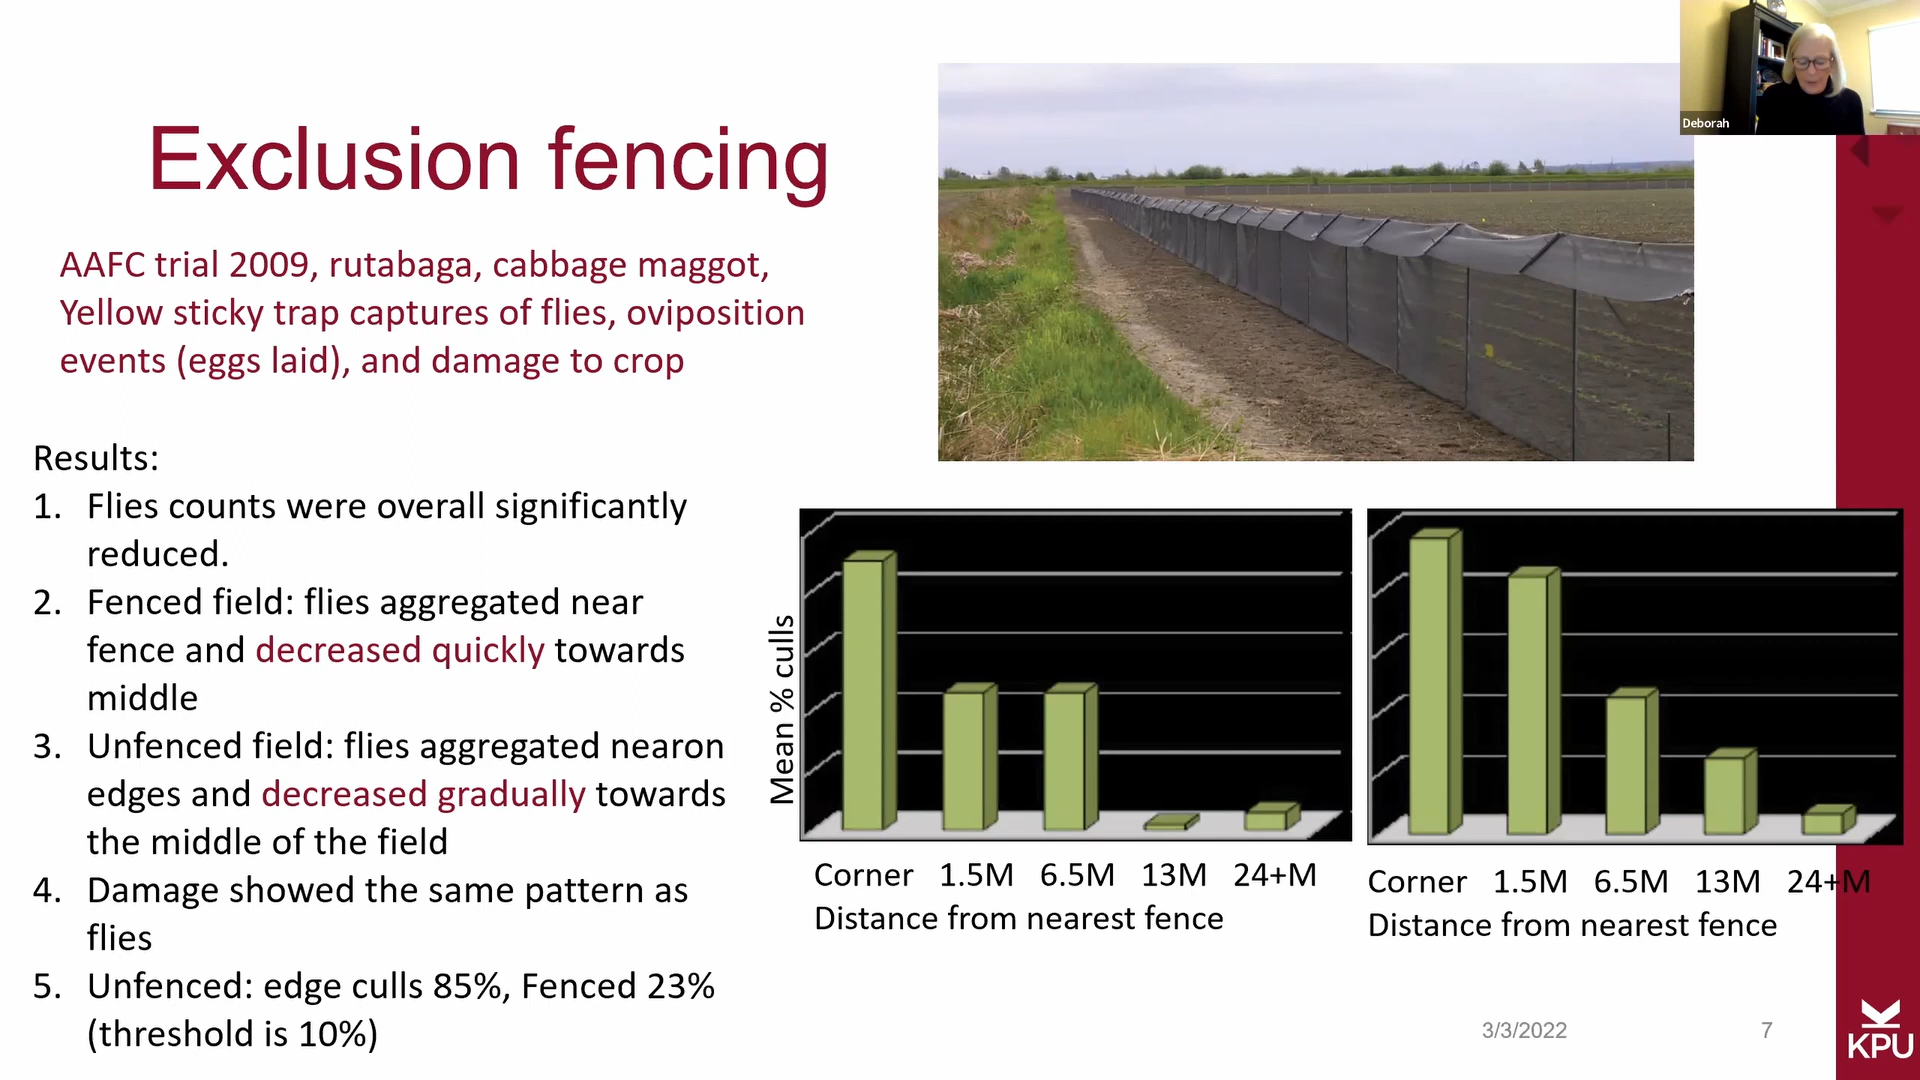 Deborah
Exclusion fencing
AAFC trial 2009, rutabaga, cabbage maggot,
Yellow sticky trap captures of flies, oviposition
events (eggs laid), and damage to crop
Results:
1. Flies counts were overall significantly
reduced.
2. Fenced field: flies aggregated near
fence and decreased quickly towards
middle
3. Unfenced field: flies aggregated nearon
edges and decreased gradually towards
the middle of the field
4. Damage showed the same pattern as
flies
5. Unfenced: edge culls 85%, Fenced 23%
(threshold is 10%)
Mean % culls
Corner 1.5M 6.5M 13M 24+M
Distance from nearest fence
Corner 1.5M 6.5M 13M 24+M
Distance from nearest fence
3/3/2022
7
KPU